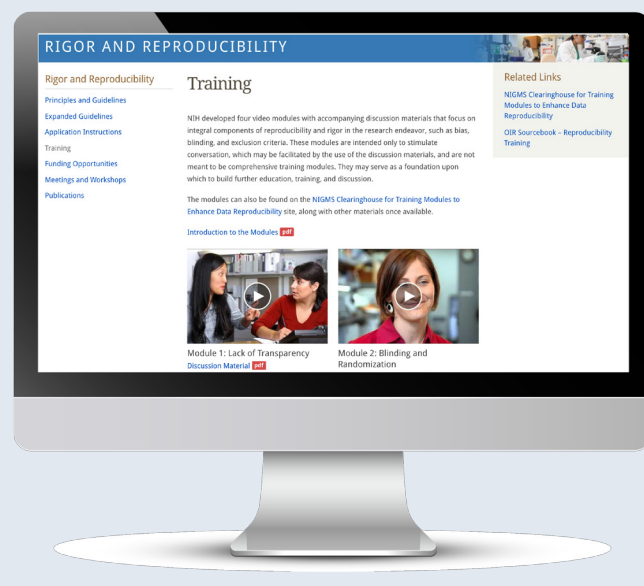 RIGOR AND REPRODUCIBILITY
Rigor and Reproducibility
Principles and Guidelines
Expanded Guidelines
Application Instructions
Training
Funding Opportunities
Meetings and Workshops
Publications
Training
NIH developed four video modules with accompanying discussion materials that focus on
integral components of reproducibility and rigor in the research endeavor, such as bias,
blinding, and exclusion criteria. These modules are intended only to stimulate
conversation, which may be facilitated by the use of the discussion materials, and are not
meant to be comprehensive training modules. They may serve as a foundation upon
which to build further education, training, and discussion.
The modules can also be found on the NIGMS Clearinghouse for Training Modules to
Enhance Data Reproducibility site, along with other materials once available.
Introduction to the Modules pdf
Module 1: Lack of Transparency
Discussion Material pdf
Module 2: Blinding and
Randomization
Related Links
NIGMS Clearinghouse for Training
Modules to Enhance Data
Reproducibility
OIR Sourcebook – Reproducibility
Training